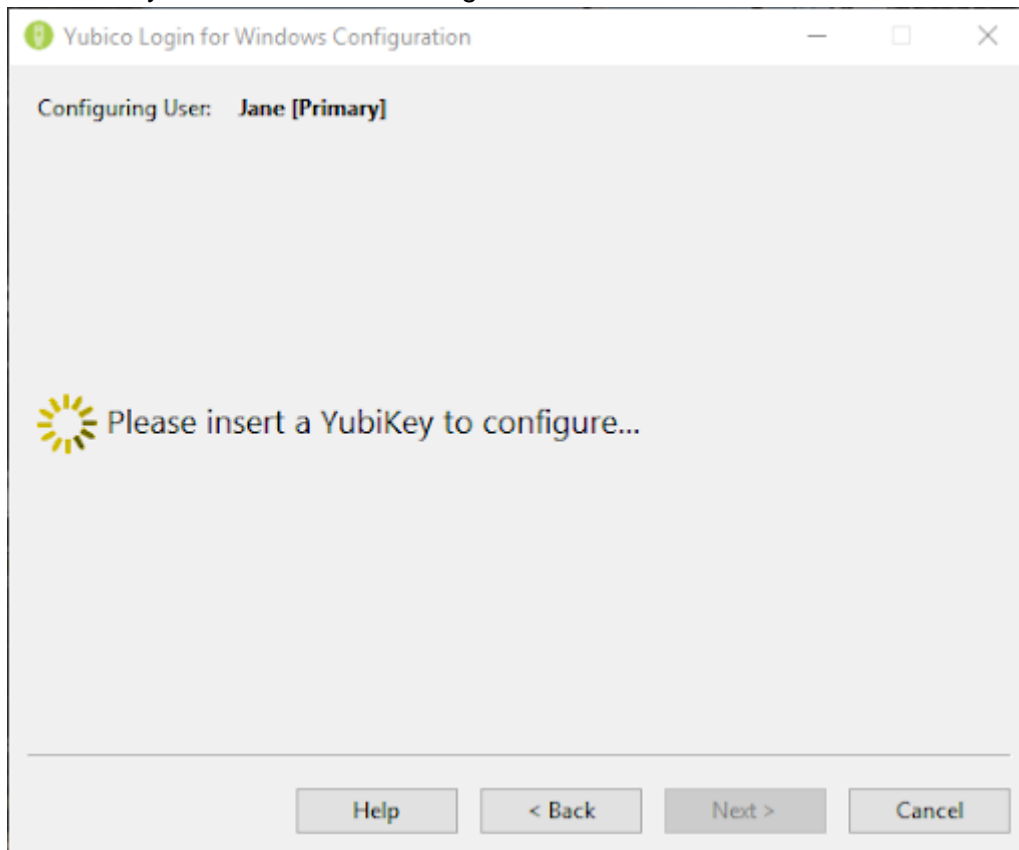 Yubico Login for Windows Configuration
Configuring User: Jane [Primary]
Please insert a YubiKey to configure...
Help < Back Next > Cancel